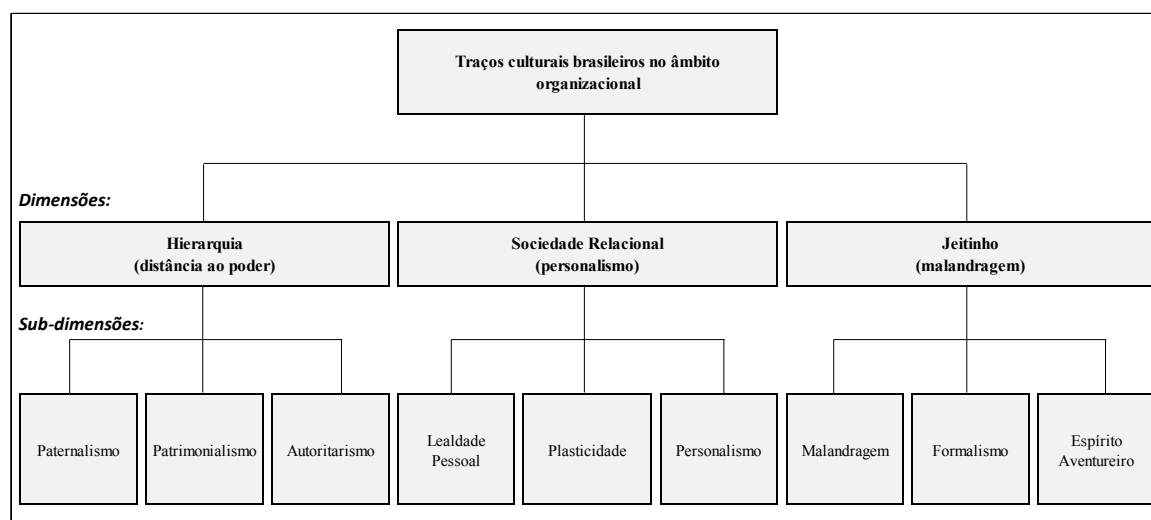 Traços culturais brasileiros no âmbito
organizacional
Dimensões:
Hierarquia
(distância ao poder)
Sociedade Relacional
(personalismo)
Jeitinho
(malandragem)
Sub-dimensões:
Paternalismo
Patrimonialismo
Autoritarismo
Lealdade
Pessoal
Plasticidade
Personalismo
Malandragem
Formalismo
Espírito
Aventureiro